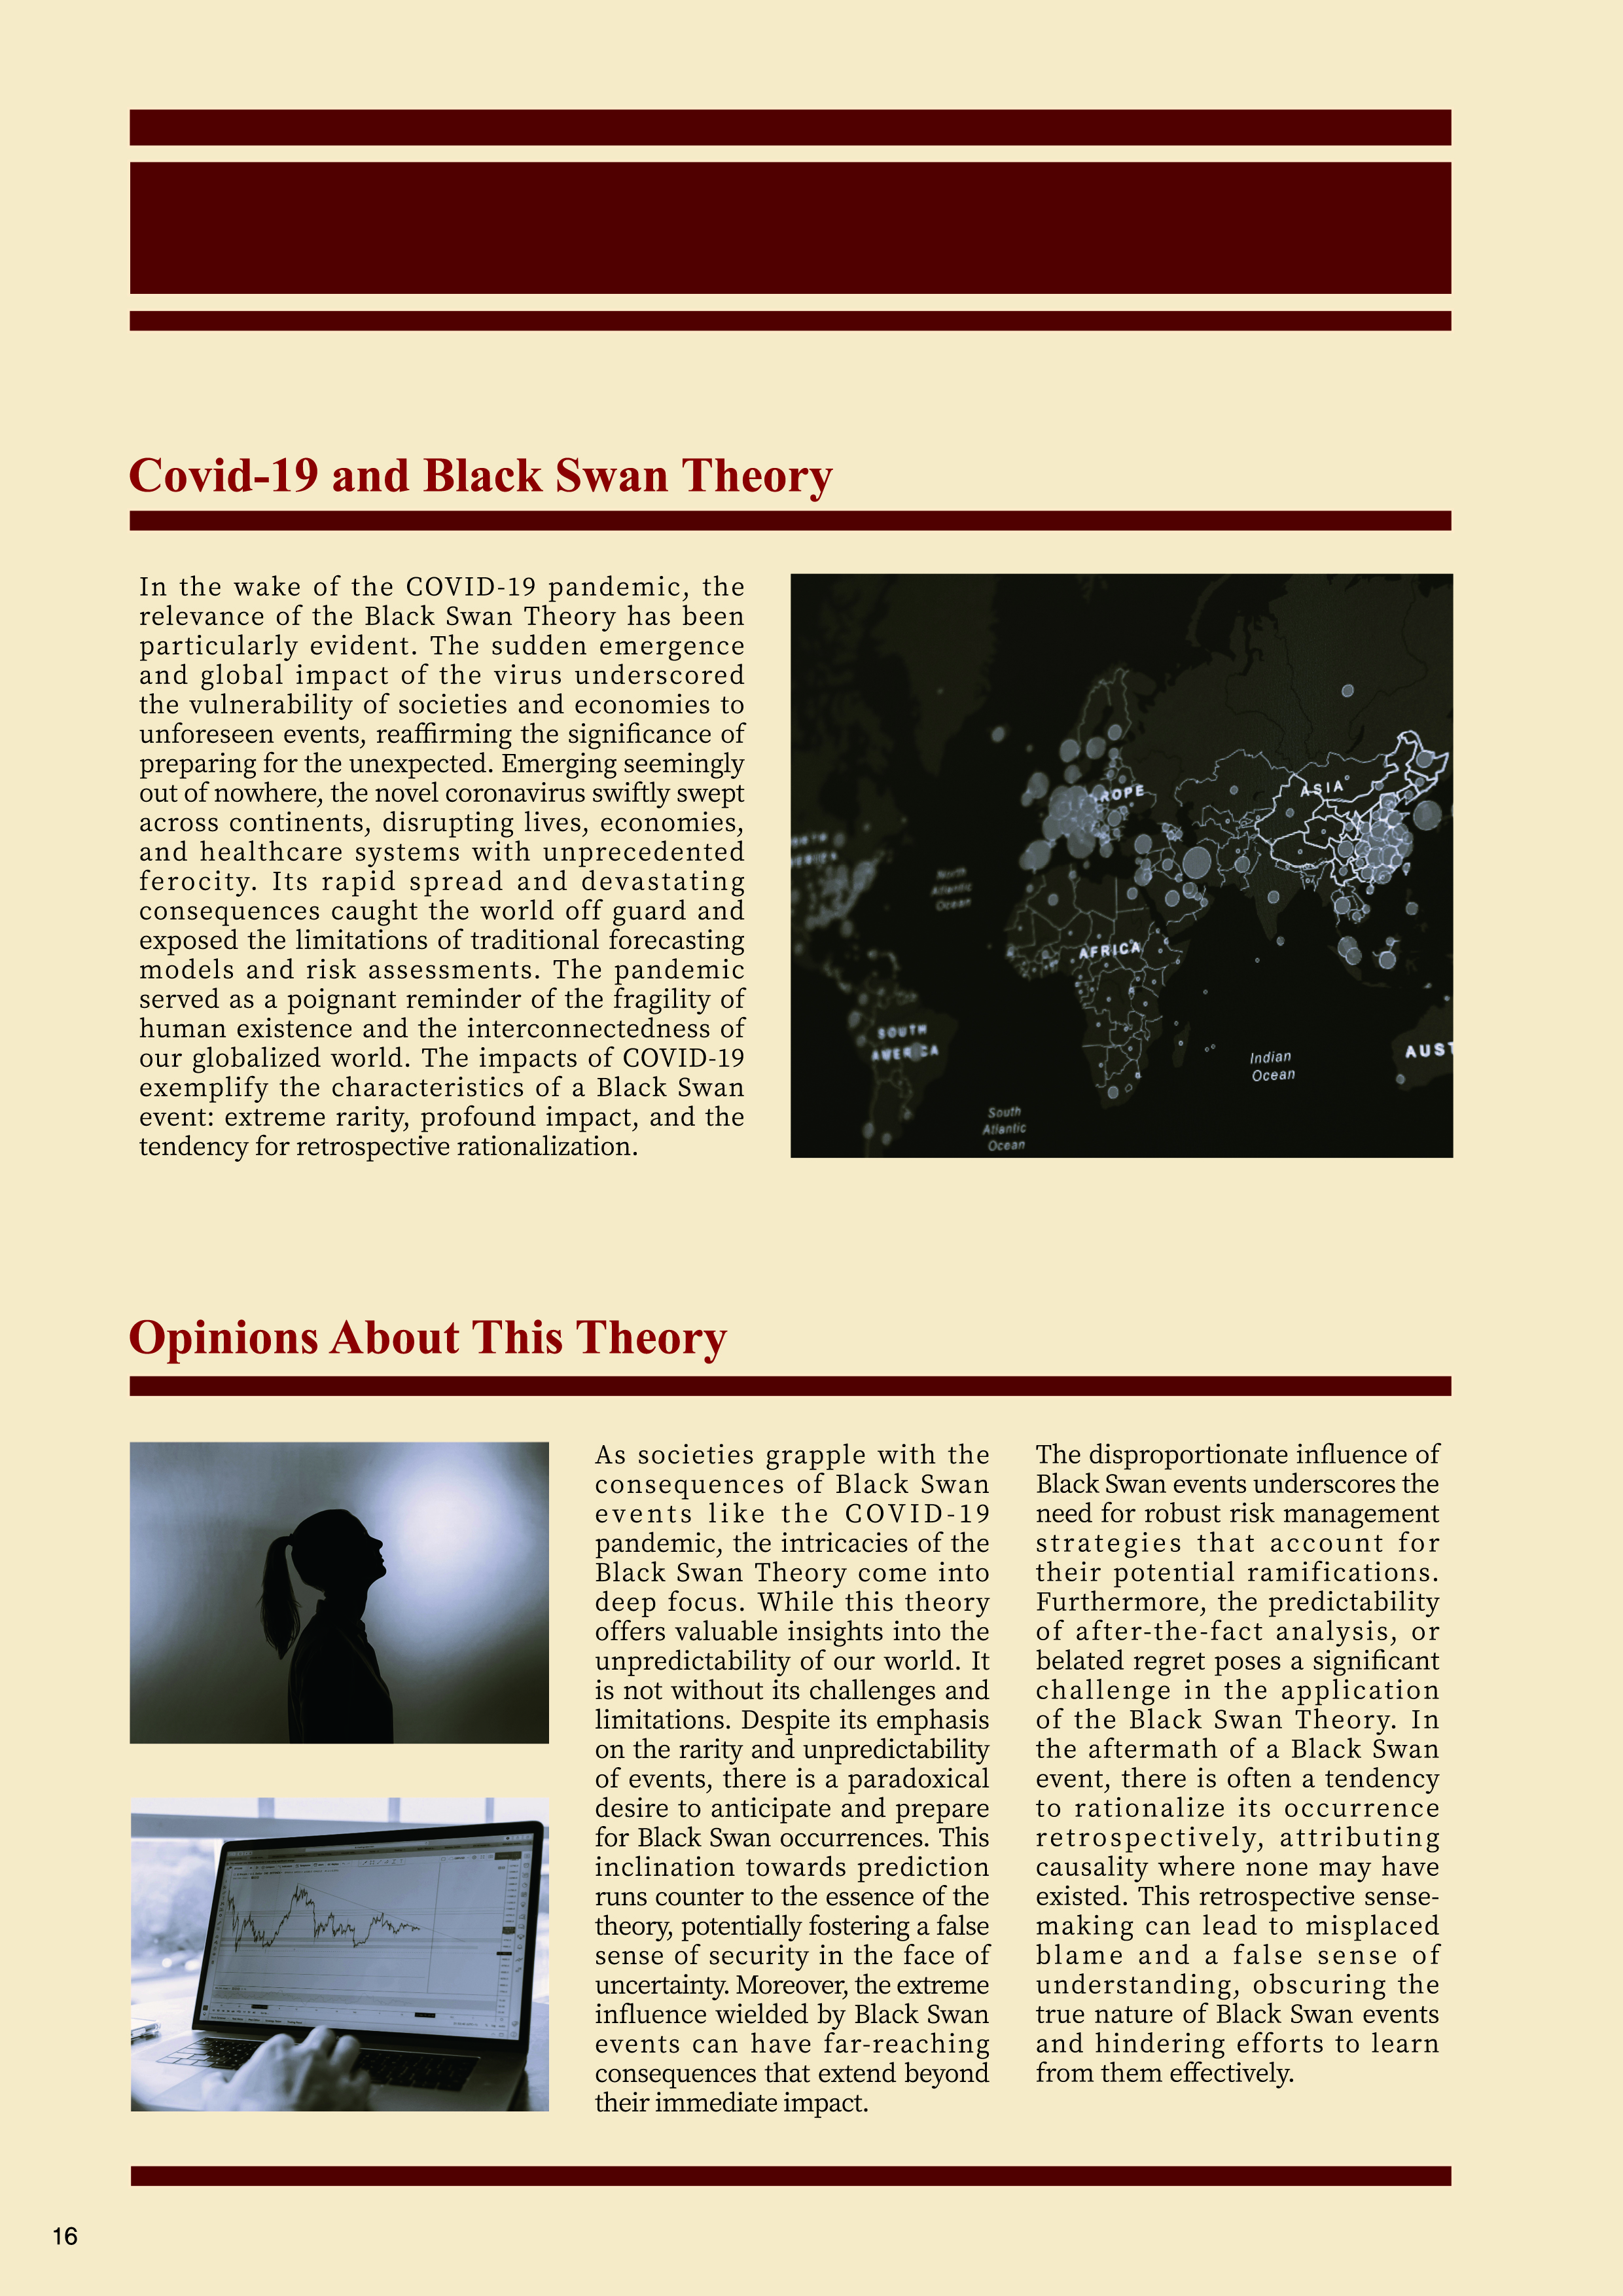 Covid-19 and Black Swan Theory
In the wake of the COVID-19 pandemic, the
relevance of the Black Swan Theory has been
particularly evident. The sudden emergence
and global impact of the virus underscored
the vulnerability of societies and economies to
unforeseen events, reaffirming the significance of
preparing for the unexpected. Emerging seemingly
out of nowhere, the novel coronavirus swiftly swept
across continents, disrupting lives, economies,
and healthcare systems with unprecedented
ferocity. Its rapid spread and devastating
consequences caught the world off guard and
exposed the limitations of traditional forecasting
models and risk assessments. The pandemic
served as a poignant reminder of the fragility of
human existence and the interconnectedness of
our globalized world. The impacts of COVID-19
exemplify the characteristics of a Black Swan
event: extreme rarity, profound impact, and the
tendency for retrospective rationalization.
ROPE
ASIA
North
Atlantic
Ocean
AFRICA
SOUTH
AMERICA
Indian
Ocean
AUST
South
Atlantic
Ocean
Opinions About This Theory
As societies grapple with the
consequences of Black Swan
events like the COVID-19
pandemic, the intricacies of the
Black Swan Theory come into
deep focus. While this theory
offers valuable insights into the
unpredictability of our world. It
is not without its challenges and
limitations. Despite its emphasis
on the rarity and unpredictability
of events, there is a paradoxical
desire to anticipate and prepare
for Black Swan occurrences. This
inclination towards prediction
runs counter to the essence of the
theory, potentially fostering a false
sense of security in the face of
uncertainty. Moreover, the extreme
influence wielded by Black Swan
events can have far-reaching
consequences that extend beyond
their immediate impact.
The disproportionate influence of
Black Swan events underscores the
need for robust risk management
strategies that account for
their potential ramifications.
Furthermore, the predictability
of after-the-fact analysis, or
belated regret poses a significant
challenge in the application
of the Black Swan Theory. In
the aftermath of a Black Swan
event, there is often a tendency
to rationalize its occurrence
retrospectively, attributing
causality where none may have
existed. This retrospective sense-
making can lead to misplaced
blame and a false sense of
understanding, obscuring the
true nature of Black Swan events
and hindering efforts to learn
from them effectively.
16